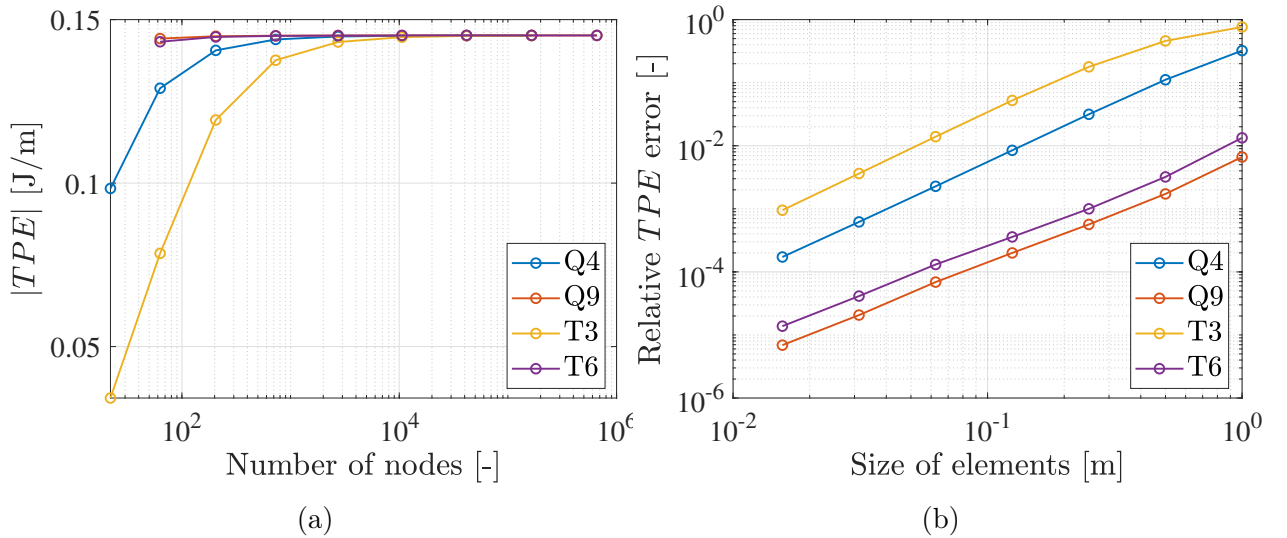 0.15
0.1
0.05
10^2
10^4
10^6
|TPE| [J/m]
Number of nodes [-]
Q4
Q9
T3
T6
(a)
10^0
10^-2
10^-4
10^-6
10^-2
10^-1
10^0
Relative TPE error [-]
Size of elements [m]
Q4
Q9
T3
T6
(b)